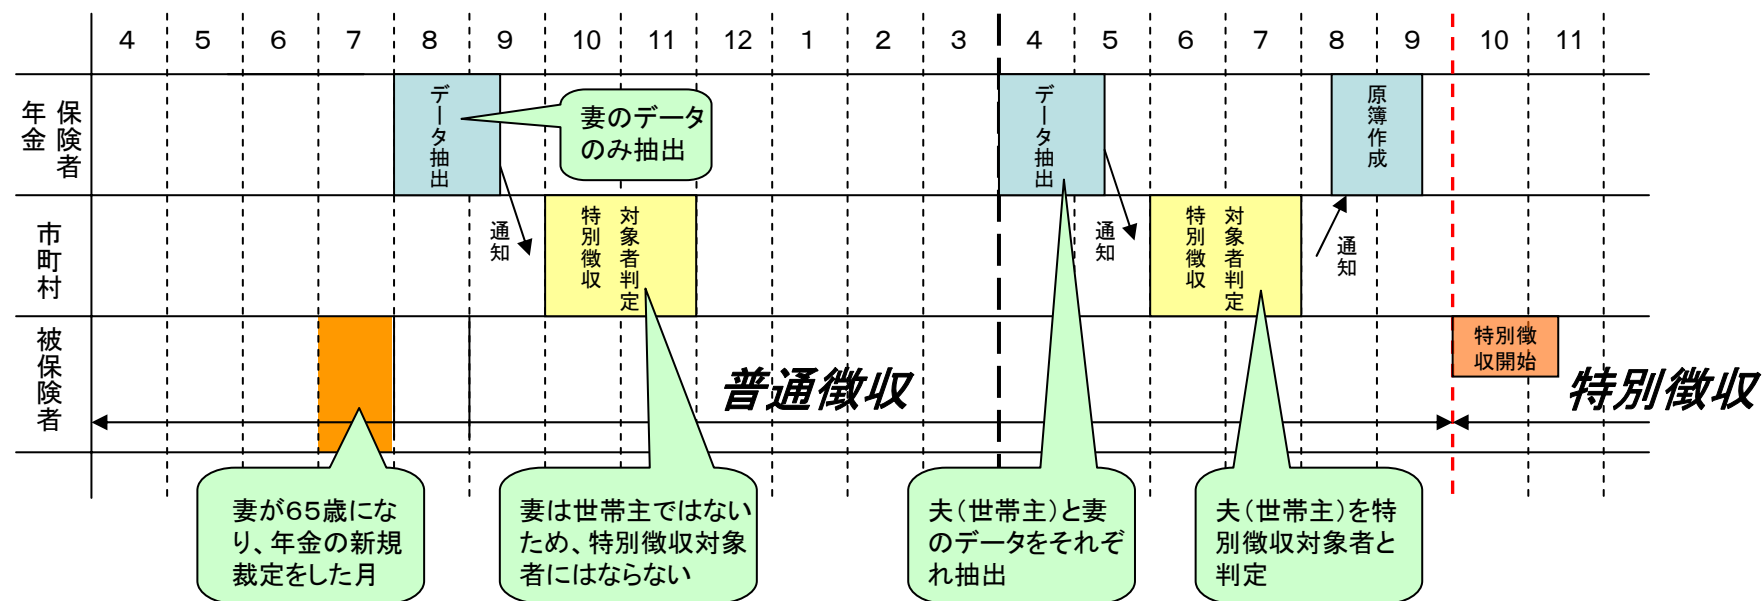 4 5 6 7 8 9 10 11 12 1 2 3 4 5 6 7 8 9 10 11
年金
保険者
データ抽出
妻のデータ
のみ抽出
データ抽出
原簿作成
市町村
通知
特別徴収
対象者判定
通知
特別徴収
対象者判定
通知
被保険者
特別徴
収開始
普通徴収
特別徴収
妻が65歳にな
り、年金の新規
裁定をした月
妻は世帯主ではない
ため、特別徴収対象
者にはならない
夫(世帯主)と妻
のデータをそれぞ
れ抽出
夫(世帯主)を特
別徴収対象者と
判定